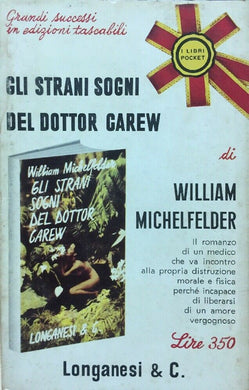 Grandi successi
in edizioni tascabili
I LIBRI
POCKET
GLI STRANI SOGNI
DEL DOTTOR CAREW
di
WILLIAM
MICHELFELDER
William Michelfelder
GLI STRANI
SOGNI
DEL DOTTOR
CAREW
LONGANESI & C.
Il romanzo
di un medico
che va incontro
alla propria distruzione
morale e fisica
perché incapace
di liberarsi
di un amore
vergognoso
Lire 350
Longanesi & C.